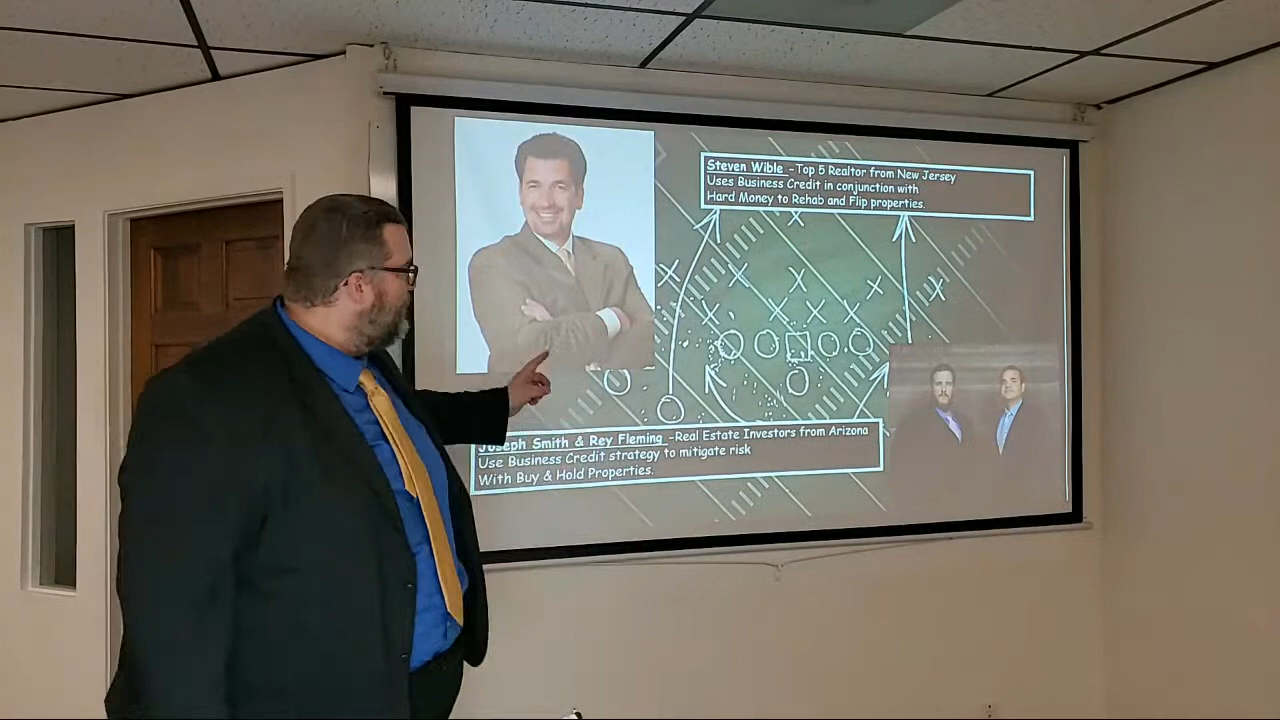 Steven Wible -Top 5 Realtor from New Jersey
Uses Business Credit in conjunction with
Hard Money to Rehab and Flip properties.
Joseph Smith & Rey Fleming -Real Estate Investors from Arizona
Use Business Credit strategy to mitigate risk
With Buy & Hold Properties.